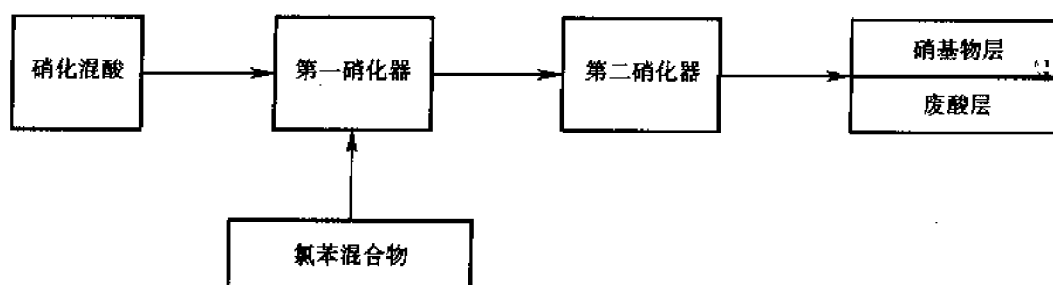 硝化混酸
第一硝化器
第二硝化器
硝基物层
废酸层
氯苯混合物